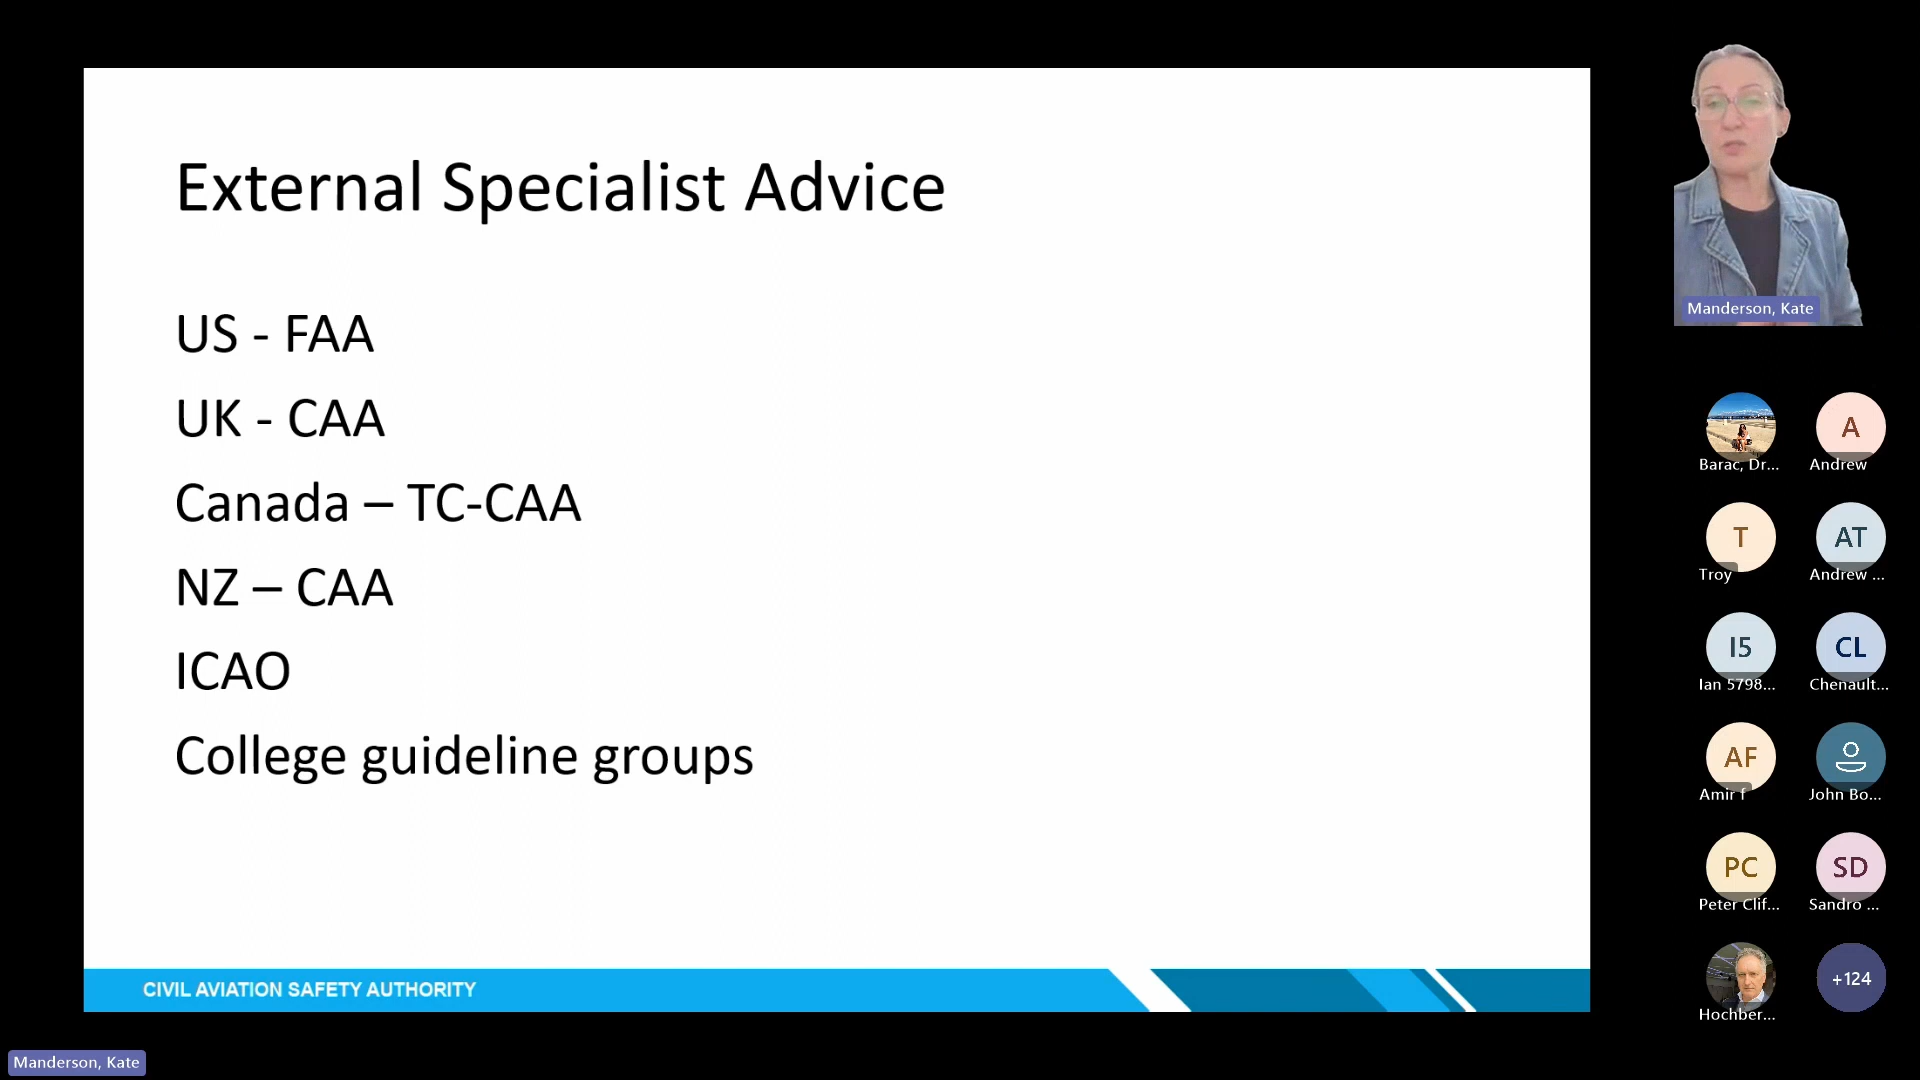 External Specialist Advice
US - FAA
UK - CAA
Canada – TC-CAA
NZ – CAA
ICAO
College guideline groups
CIVIL AVIATION SAFETY AUTHORITY
Manderson, Kate
Manderson, Kate
Barac, Dr...
A
Andrew
T
Troy
AT
Andrew ...
I5
Ian 5798...
CL
Chenault...
AF
Amir f
John Bo...
PC
Peter Clif...
SD
Sandro ...
Hochber...
+124